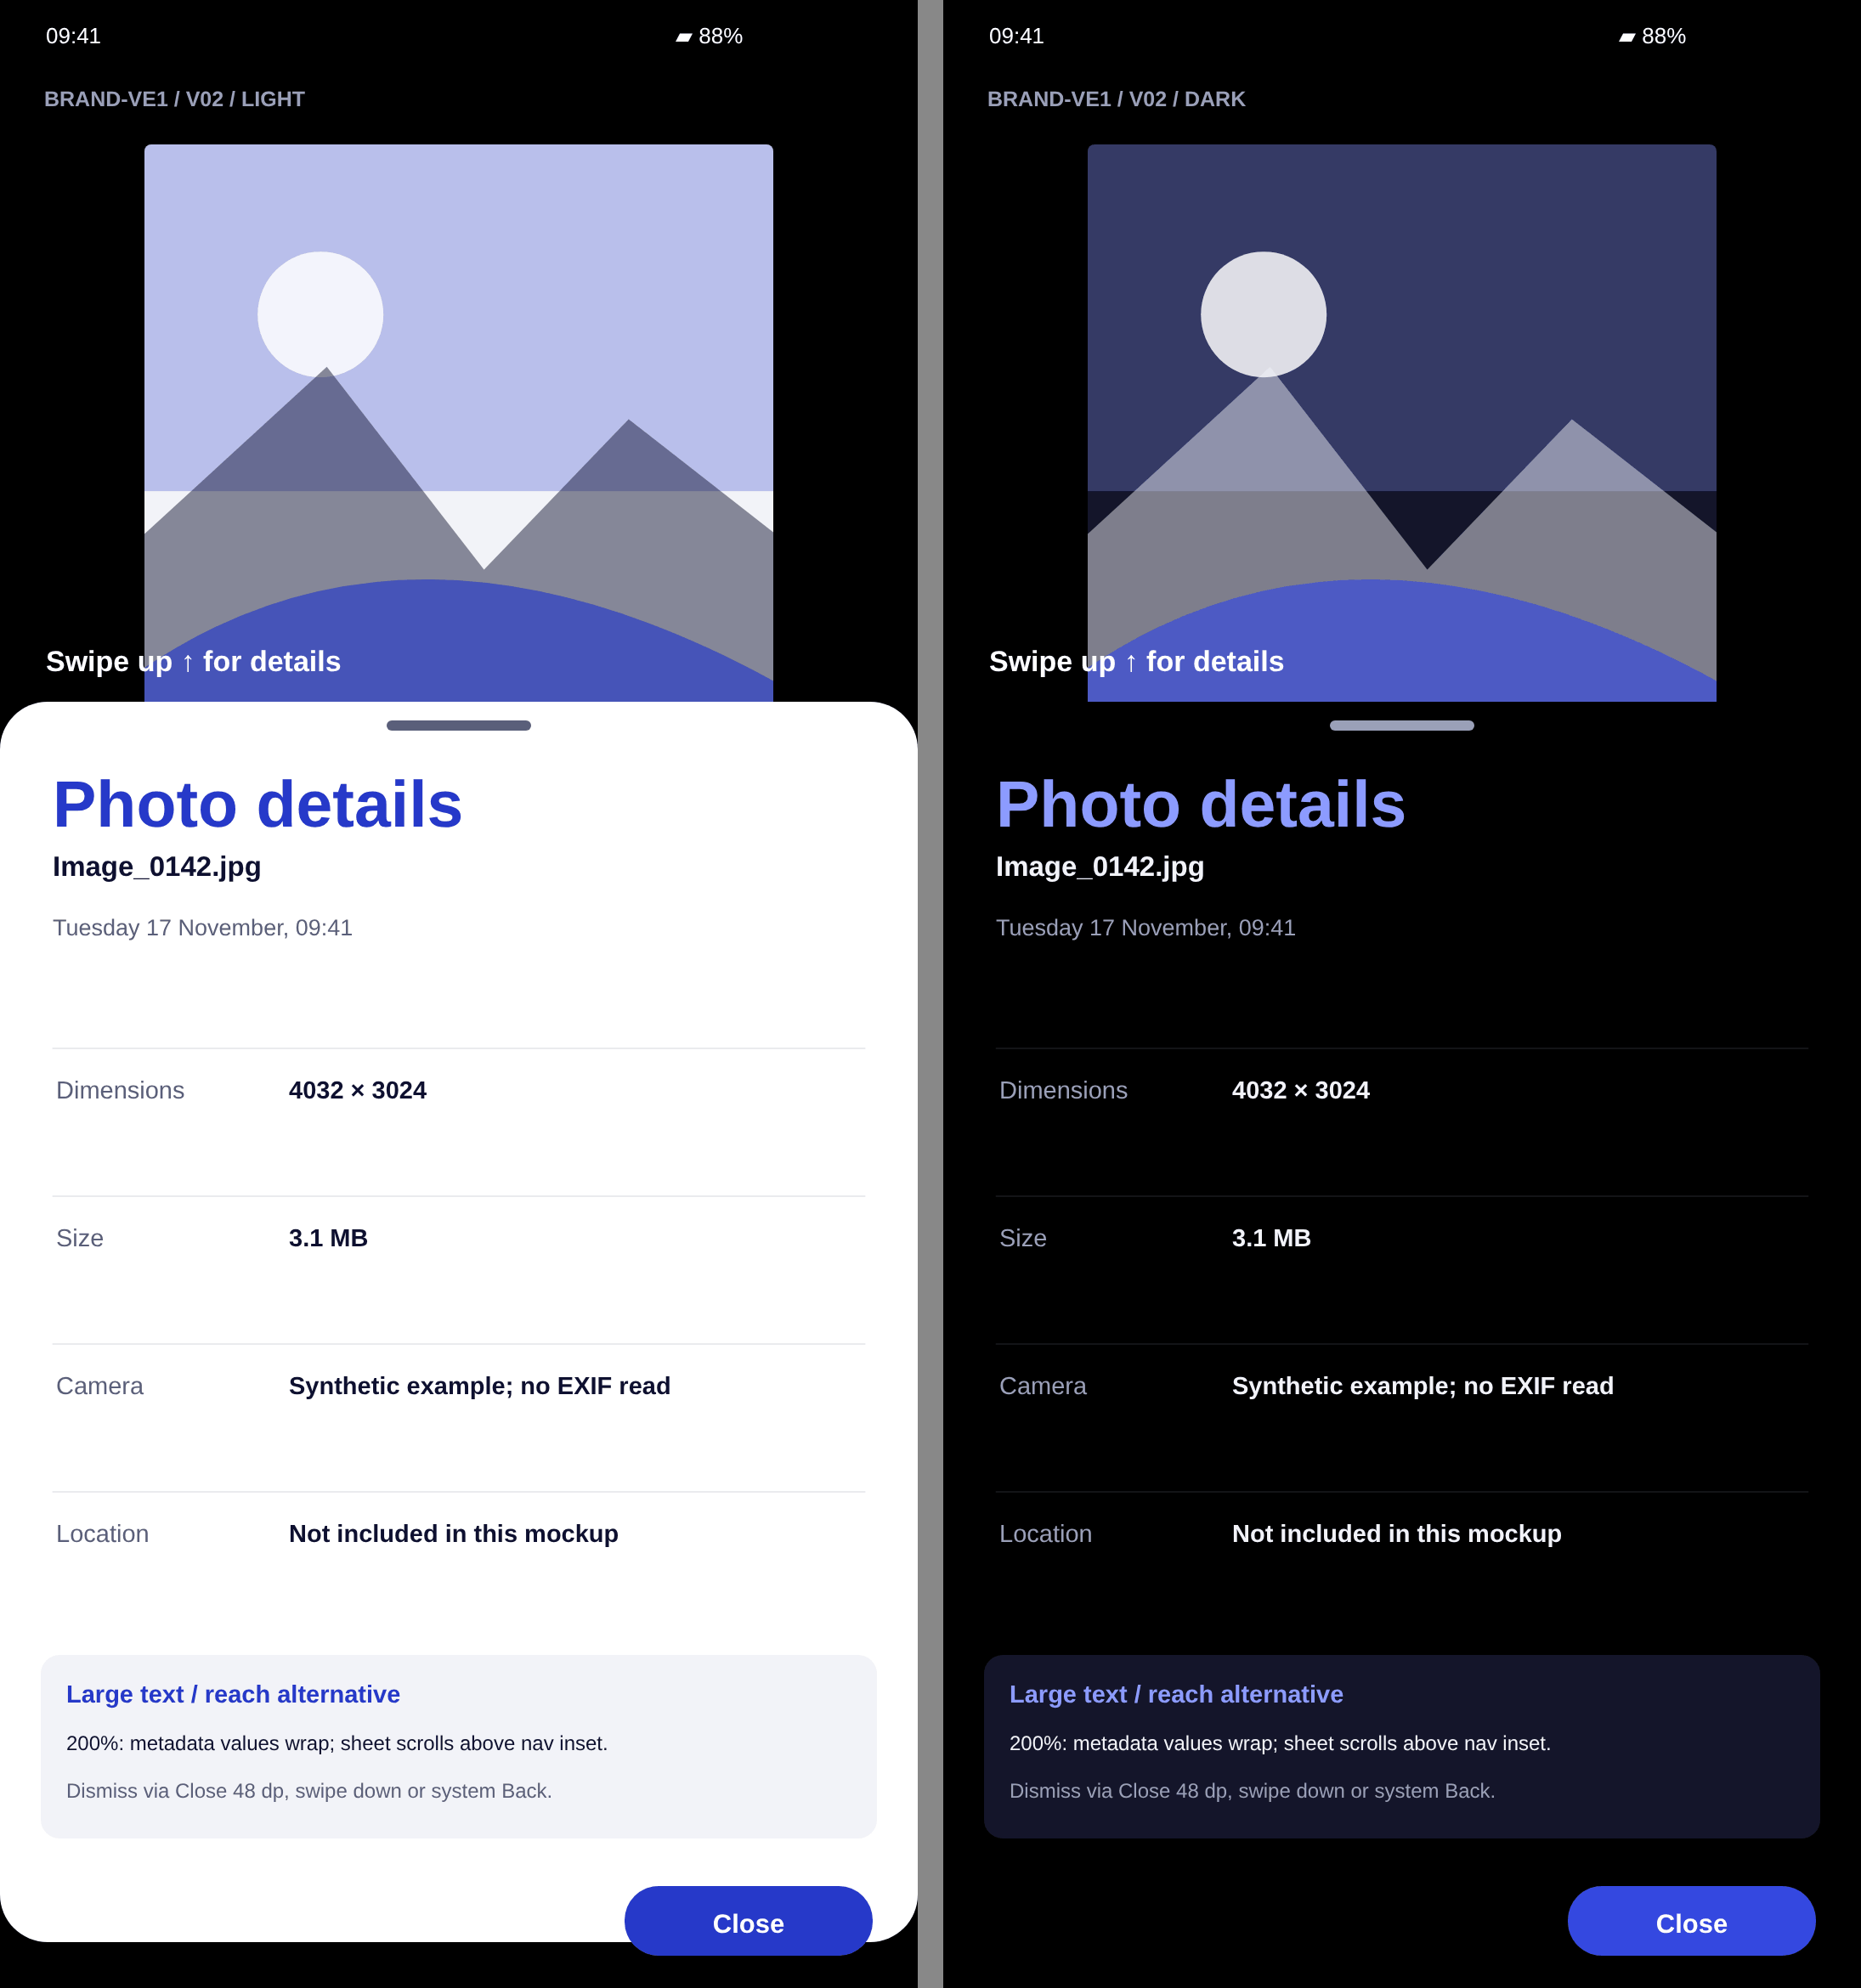 09:41 ▰ 88%
BRAND-VE1 / V02 / LIGHT
Swipe up ↑ for details
Photo details
Image_0142.jpg
Tuesday 17 November, 09:41
Dimensions 4032 × 3024
Size 3.1 MB
Camera Synthetic example; no EXIF read
Location Not included in this mockup
Large text / reach alternative
200%: metadata values wrap; sheet scrolls above nav inset.
Dismiss via Close 48 dp, swipe down or system Back.
Close
09:41 ▰ 88%
BRAND-VE1 / V02 / DARK
Swipe up ↑ for details
Photo details
Image_0142.jpg
Tuesday 17 November, 09:41
Dimensions 4032 × 3024
Size 3.1 MB
Camera Synthetic example; no EXIF read
Location Not included in this mockup
Large text / reach alternative
200%: metadata values wrap; sheet scrolls above nav inset.
Dismiss via Close 48 dp, swipe down or system Back.
Close